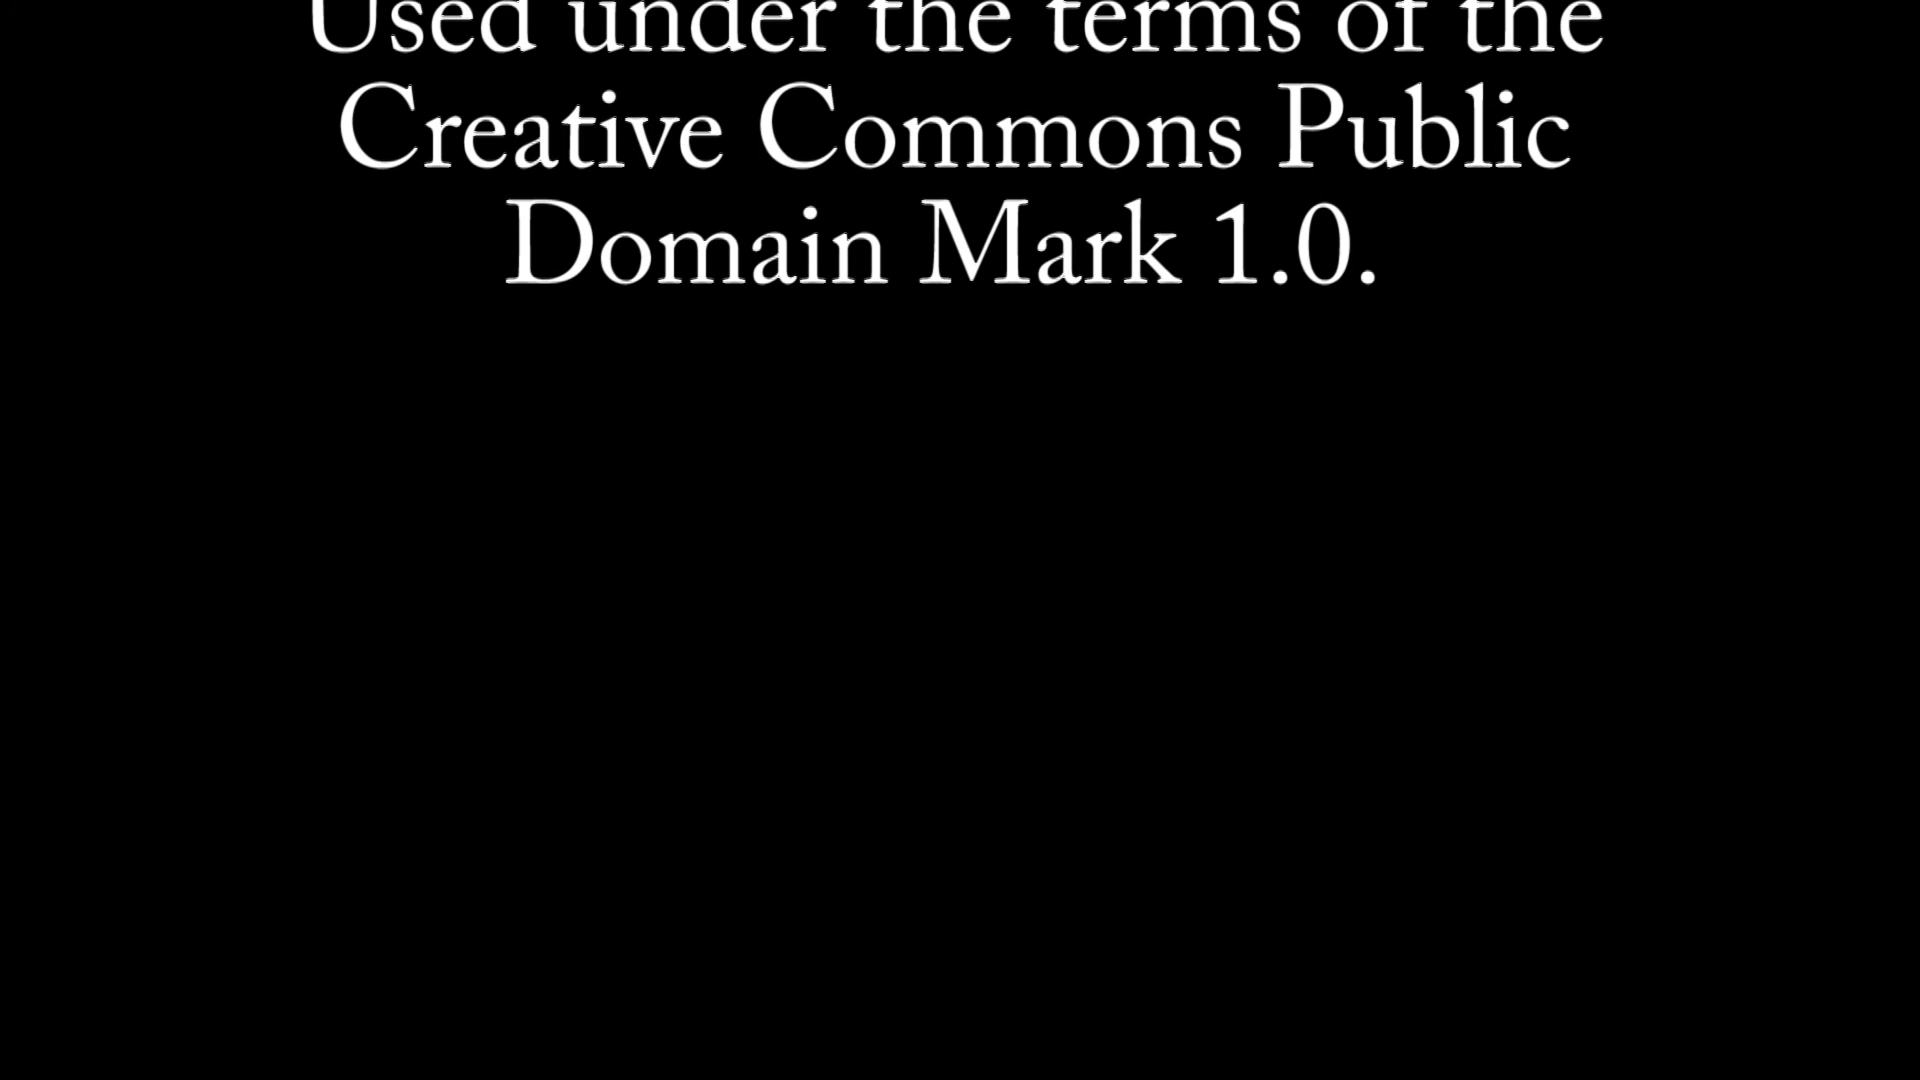 Used under the terms of the
Creative Commons Public
Domain Mark 1.0.